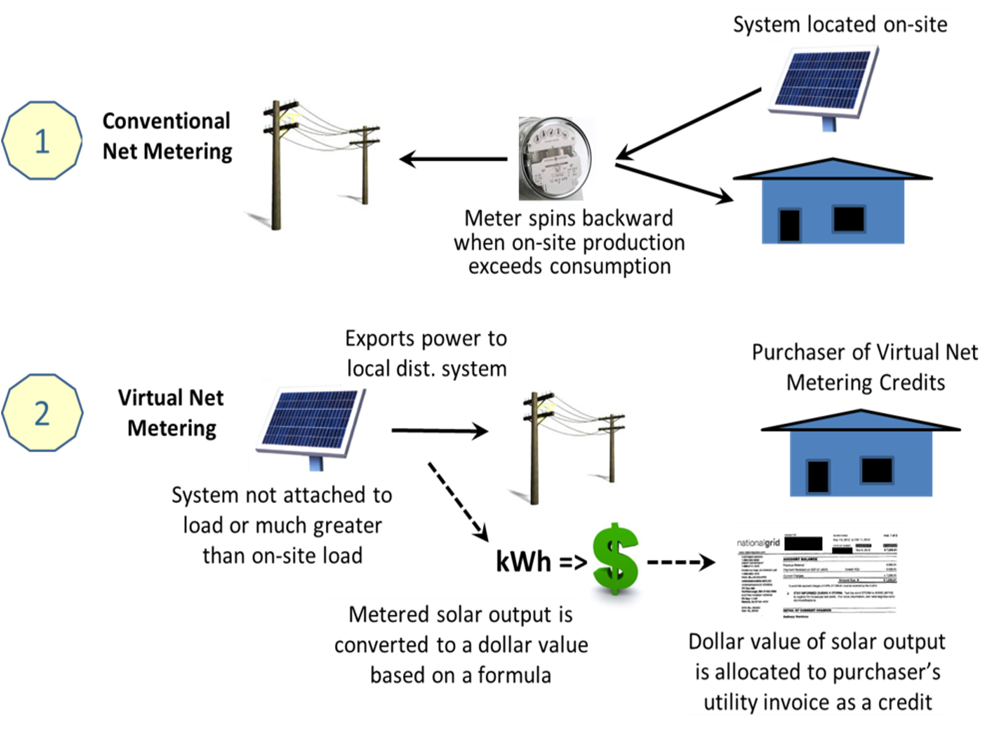 System located on-site
1
Conventional
Net Metering
Meter spins backward
when on-site production
exceeds consumption
Exports power to
local dist. system
Purchaser of Virtual Net
Metering Credits
2
Virtual Net
Metering
System not attached to
load or much greater
than on-site load
kWh => $
nationalgrid
ACCOUNT BALANCE
Metered solar output is
converted to a dollar value
based on a formula
Dollar value of solar output
is allocated to purchaser's
utility invoice as a credit